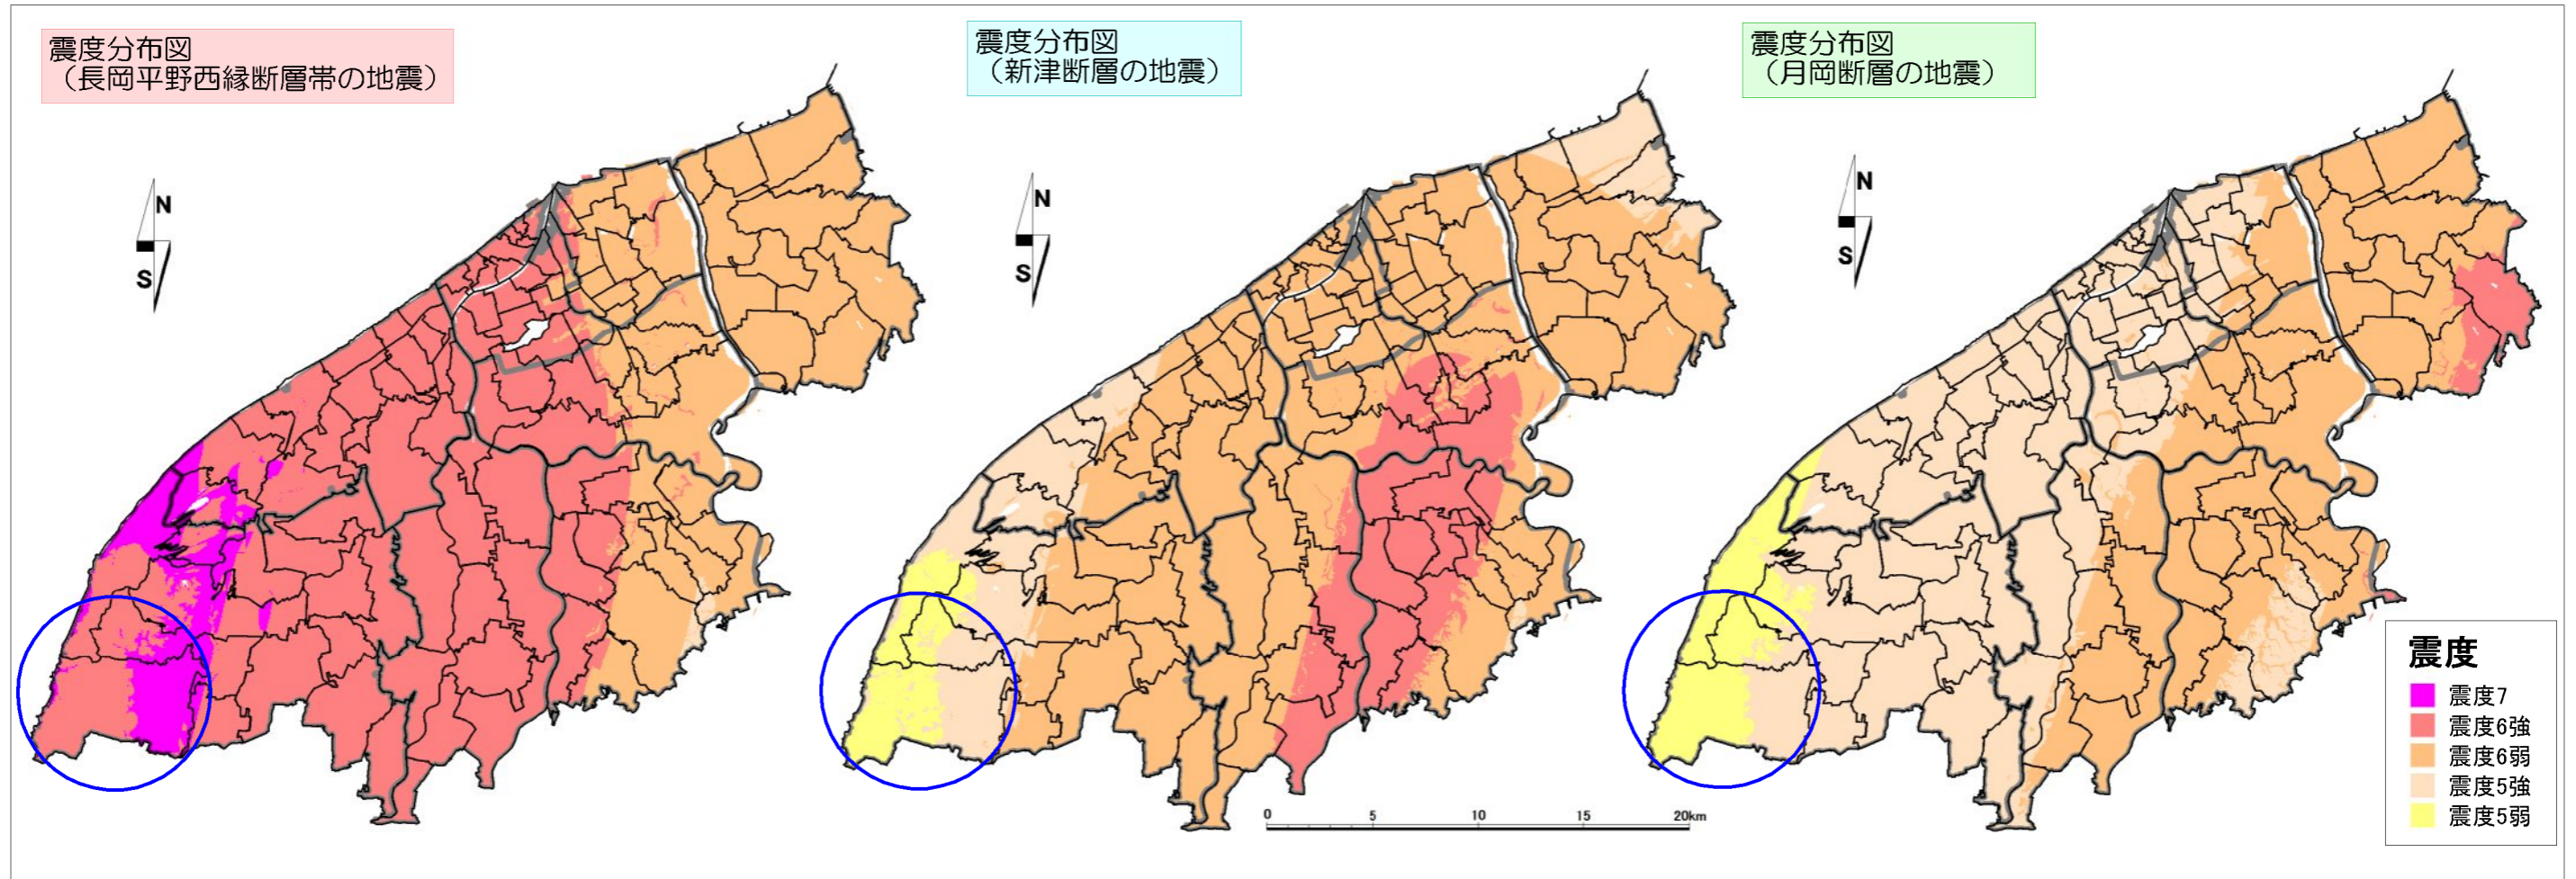 震度分布図
（長岡平野西縁断層帯の地震）
震度分布図
（新津断層の地震）
震度分布図
（月岡断層の地震）
N
S
N
S
N
S
0 5 10 15 20km
震度
震度7
震度6強
震度6弱
震度5強
震度5弱